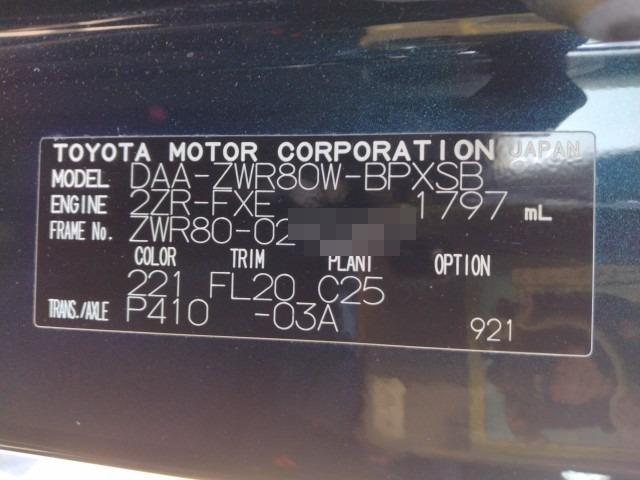 TOYOTA MOTOR CORPORATION JAPAN
MODEL DAA-ZWR80W-BPXSB
ENGINE 2ZR-FXE 1797 mL
FRAME No. ZWR80-02
COLOR TRIM PLANT OPTION
221 FL20 C25
TRANS./AXLE P410 -03A 921